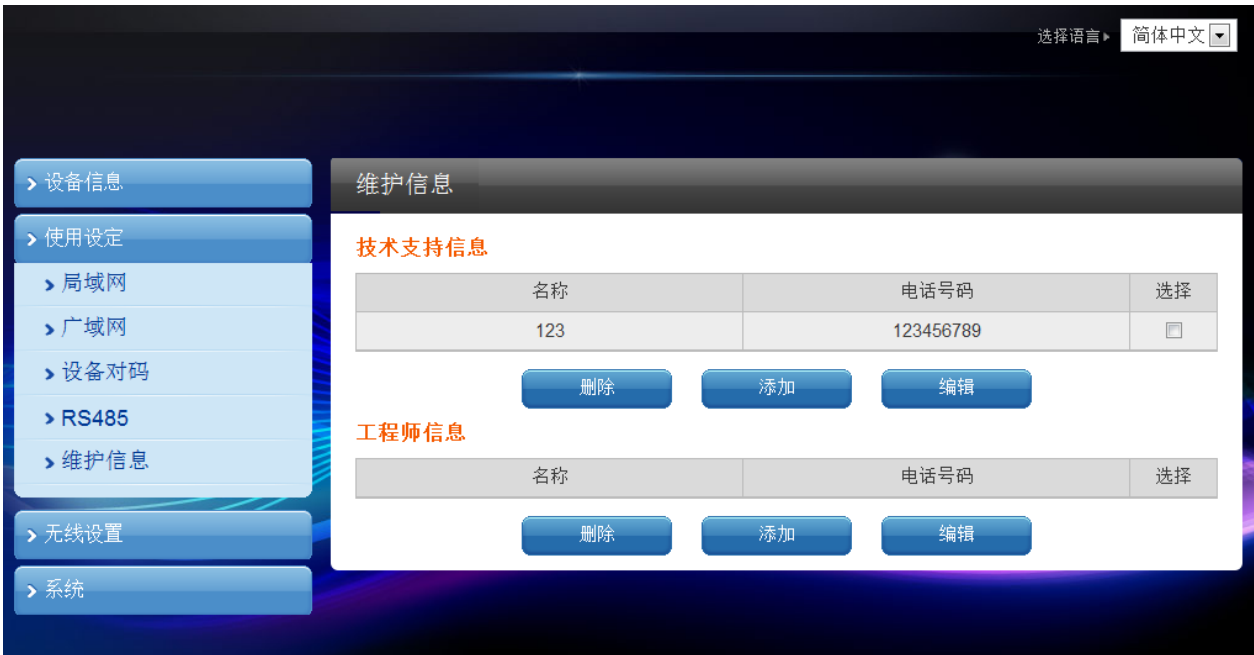 选择语言 简体中文
设备信息
使用设定
局域网
广域网
设备对码
RS485
维护信息
无线设置
系统
维护信息
技术支持信息
名称 电话号码 选择
123 123456789
删除 添加 编辑
工程师信息
名称 电话号码 选择
删除 添加 编辑